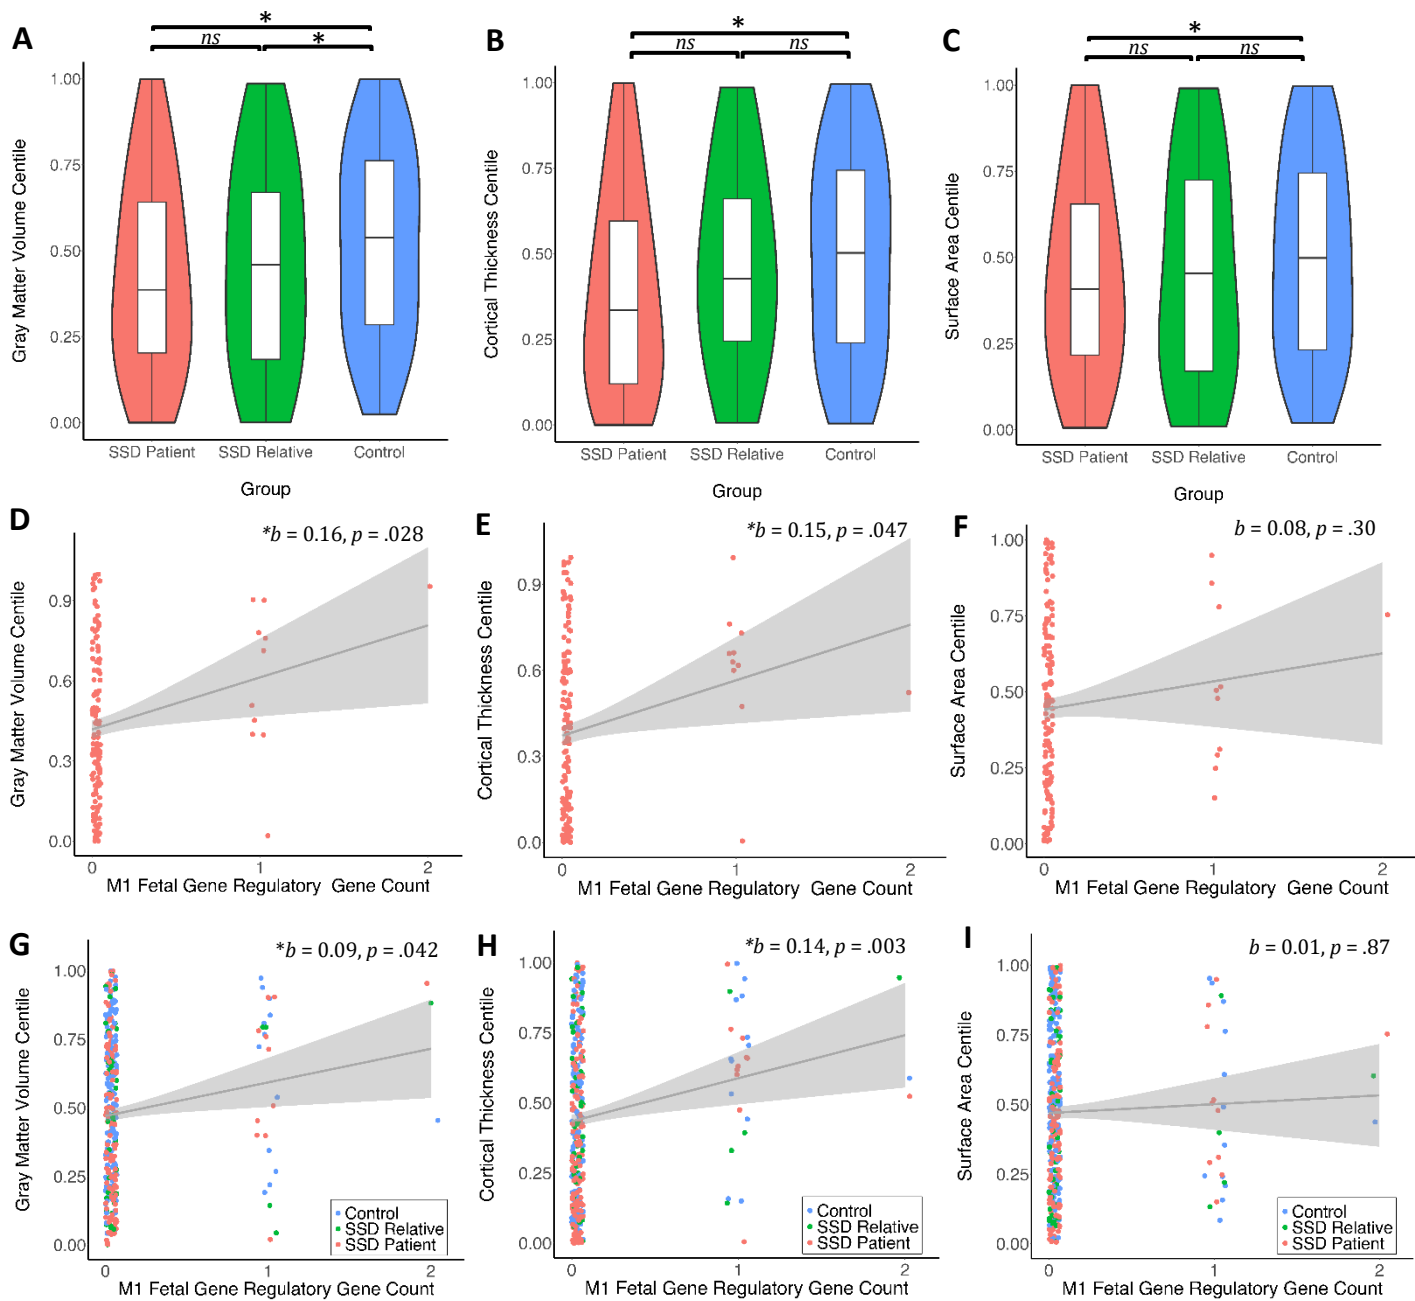 A
*
ns
*
Gray Matter Volume Centile
1.00
0.75
0.50
0.25
0.00
SSD Patient
SSD Relative
Control
Group
B
*
ns
ns
Cortical Thickness Centile
1.00
0.75
0.50
0.25
0.00
SSD Patient
SSD Relative
Control
Group
C
*
ns
ns
Surface Area Centile
1.00
0.75
0.50
0.25
0.00
SSD Patient
SSD Relative
Control
Group
D
*b = 0.16, p = .028
Gray Matter Volume Centile
0.9
0.6
0.3
0.0
0
1
2
M1 Fetal Gene Regulatory Gene Count
E
*b = 0.15, p = .047
Cortical Thickness Centile
0.9
0.6
0.3
0.0
0
1
2
M1 Fetal Gene Regulatory Gene Count
F
b = 0.08, p = .30
Surface Area Centile
1.00
0.75
0.50
0.25
0.00
0
1
2
M1 Fetal Gene Regulatory Gene Count
G
*b = 0.09, p = .042
Gray Matter Volume Centile
1.00
0.75
0.50
0.25
0.00
Control
SSD Relative
SSD Patient
0
1
2
M1 Fetal Gene Regulatory Gene Count
H
*b = 0.14, p = .003
Cortical Thickness Centile
1.00
0.75
0.50
0.25
0.00
Control
SSD Relative
SSD Patient
0
1
2
M1 Fetal Gene Regulatory Gene Count
I
b = 0.01, p = .87
Surface Area Centile
1.00
0.75
0.50
0.25
0.00
Control
SSD Relative
SSD Patient
0
1
2
M1 Fetal Gene Regulatory Gene Count